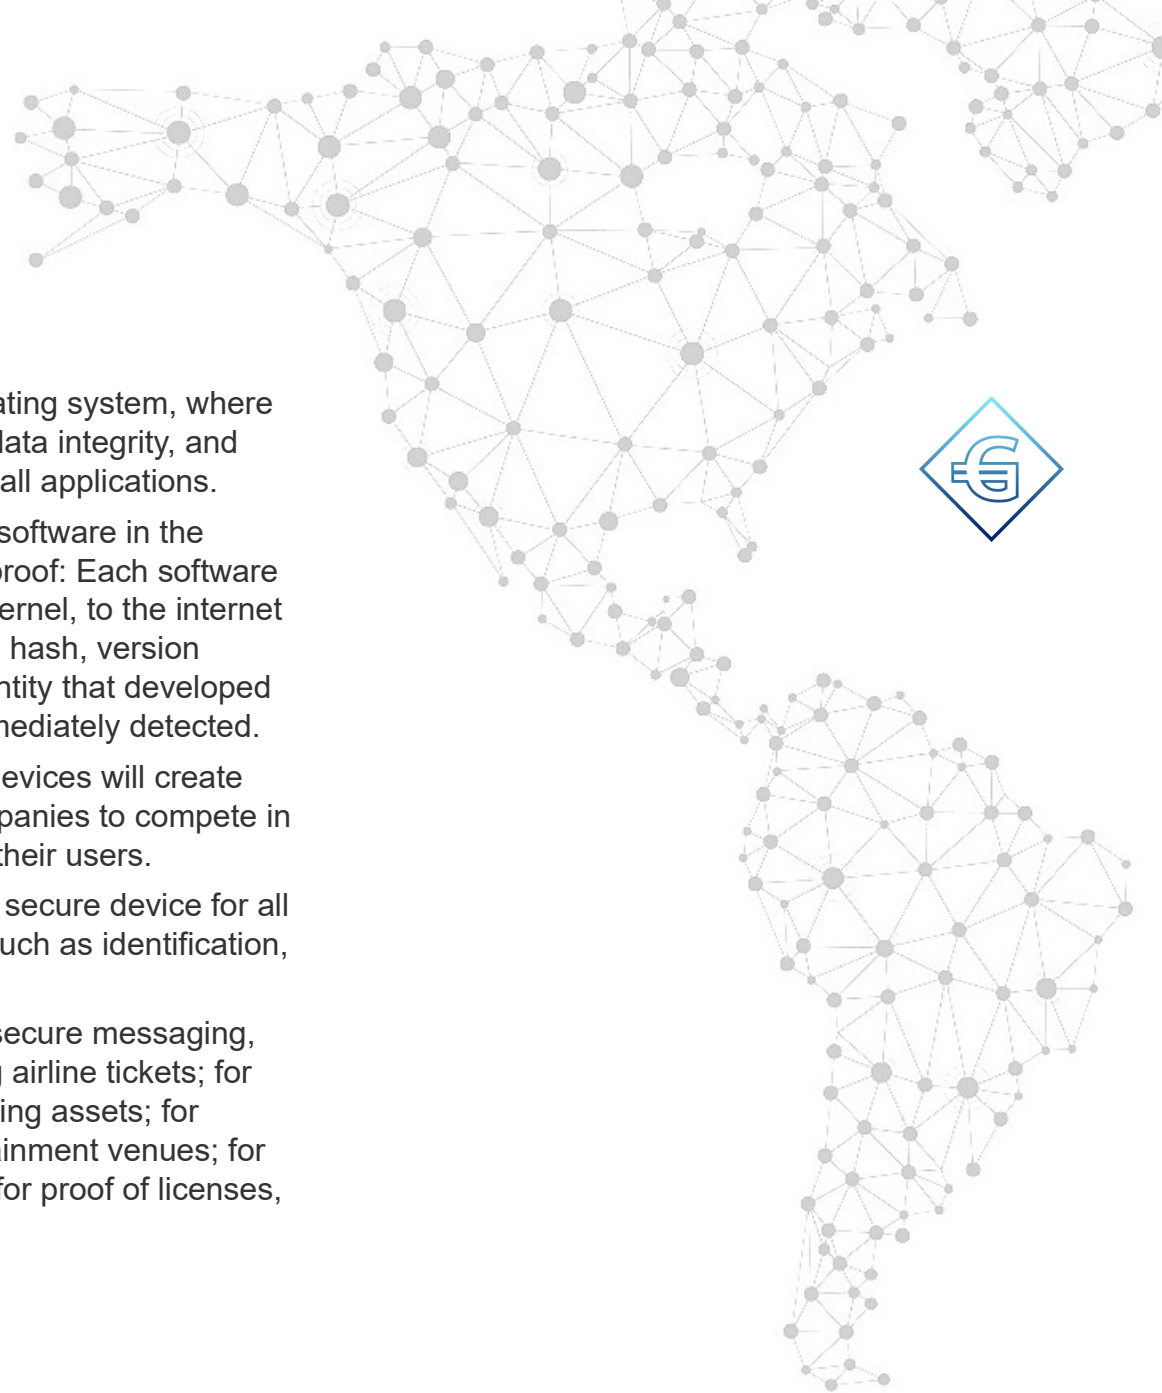 ating system, where
data integrity, and
all applications.
software in the
proof: Each software
ernel, to the internet
hash, version
ntity that developed
mediately detected.
evices will create
panies to compete in
their users.
secure device for all
uch as identification,
secure messaging,
g airline tickets; for
ing assets; for
ainment venues; for
for proof of licenses,